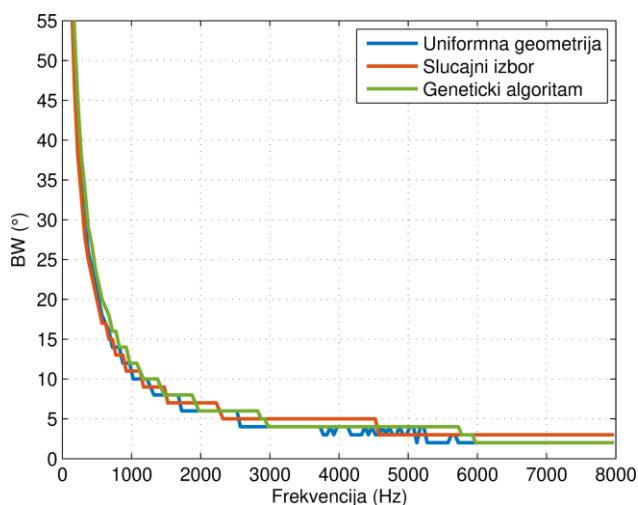 55
50
45
40
35
30
25
20
15
10
5
0
BW (°)
Uniformna geometrija
Slucajni izbor
Geneticki algoritam
0 1000 2000 3000 4000 5000 6000 7000 8000
Frekvencija (Hz)